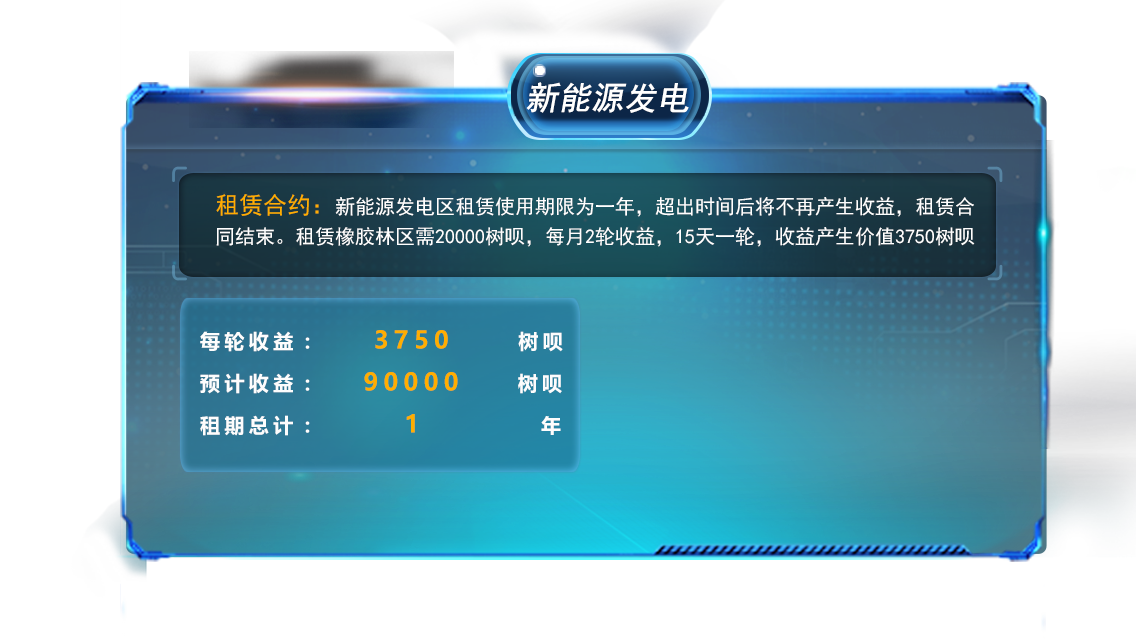 新能源发电
租赁合约：新能源发电区租赁使用期限为一年，超出时间后将不再产生收益，租赁合
同结束。租赁橡胶林区需20000树呗，每月2轮收益，15天一轮，收益产生价值3750树呗
每轮收益： 3750 树呗
预计收益： 90000 树呗
租期总计： 1 年